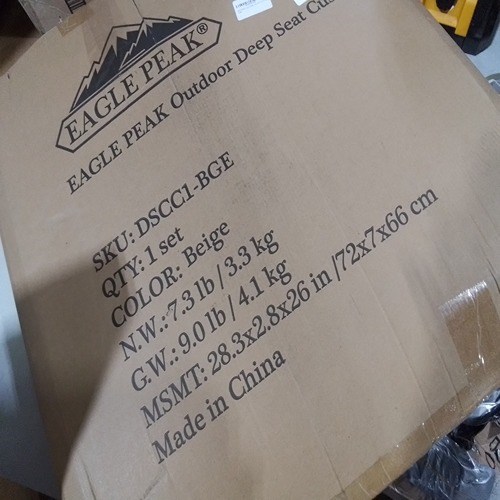 EAGLE PEAK®
EAGLE PEAK Outdoor Deep Seat
SKU: DSCC1-BGE
QTY: 1 set
COLOR: Beige
N.W.: 7.3 lb / 3.3 kg
G.W.: 9.0 lb / 4.1 kg
MSMT: 28.3x2.8x26 in /72x7x66 cm
Made in China